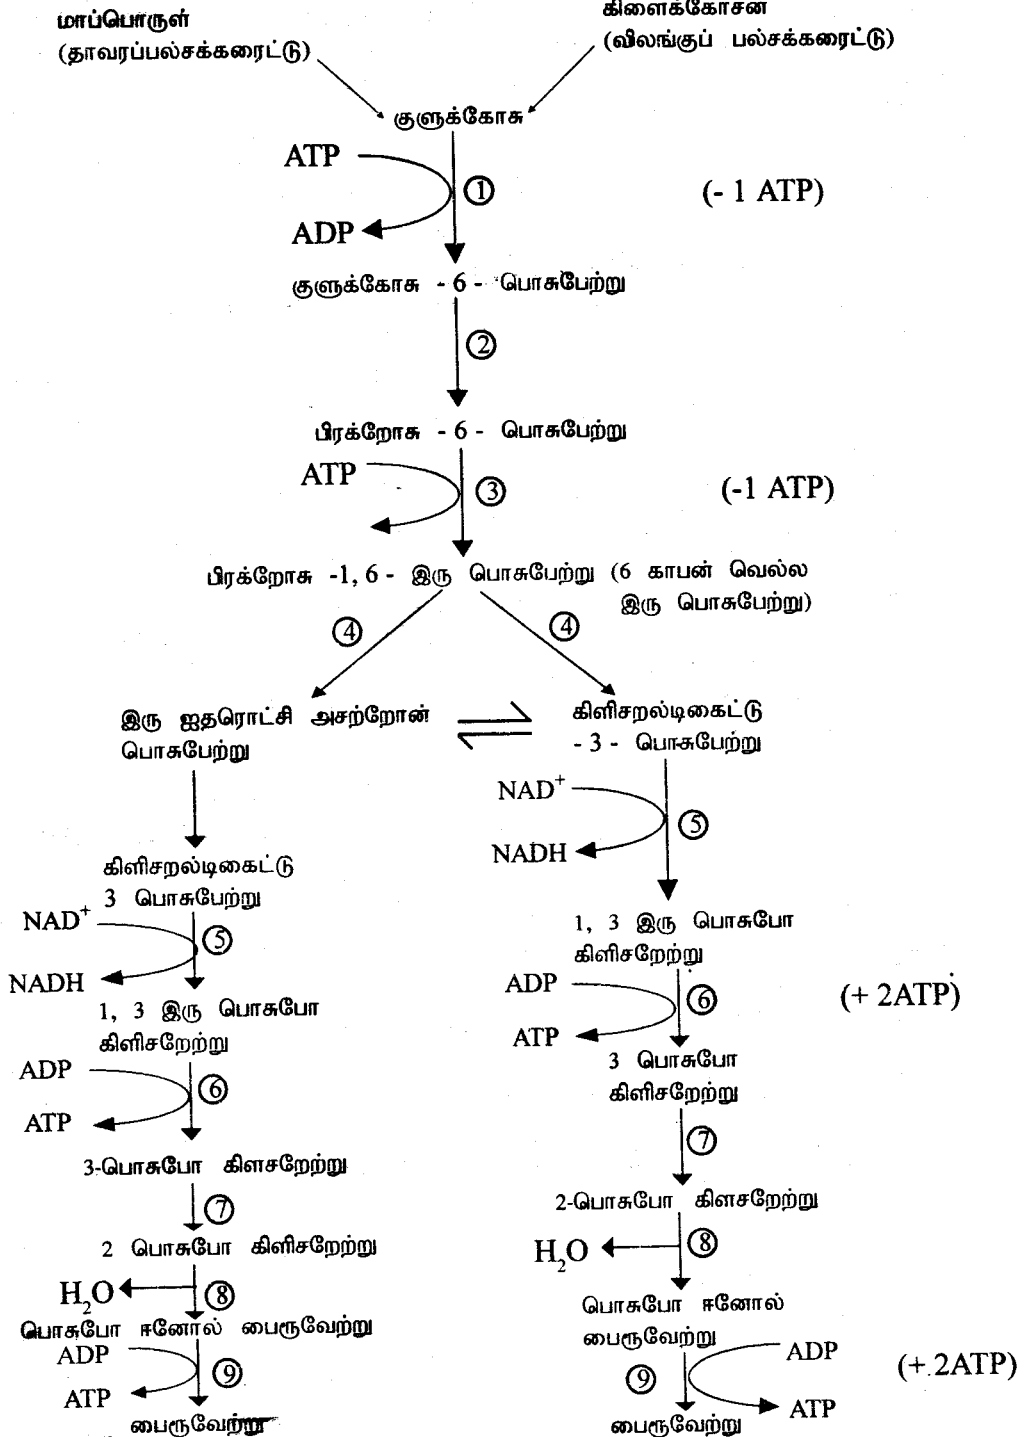 மாப்பொருள்
(தாவரப்பல்சக்கரைட்டு)
கிளைக்கோசன்
(விலங்குப் பல்சக்கரைட்டு)
குளுக்கோசு
ATP
①
(- 1 ATP)
ADP
குளுக்கோசு - 6 - பொசுபேற்று
②
பிரக்றோசு - 6 - பொசுபேற்று
ATP
③
(-1 ATP)
பிரக்றோசு -1, 6 - இரு பொசுபேற்று (6 காபன் வெல்ல
இரு பொசுபேற்று)
④
④
இரு ஐதரொட்சி அசற்றோன்
பொசுபேற்று
கிளிசறல்டிகைட்டு
- 3 - பொசுபேற்று
NAD⁺
⑤
NADH
கிளிசறல்டிகைட்டு
3 பொசுபேற்று
NAD⁺
⑤
NADH
1, 3 இரு பொசுபோ
கிளிசறேற்று
ADP
⑥
(+ 2ATP)
ATP
1, 3 இரு பொசுபோ
கிளிசறேற்று
ADP
⑥
ATP
3 பொசுபோ
கிளிசறேற்று
⑦
3-பொசுபோ கிளசறேற்று
⑦
2-பொசுபோ கிளசறேற்று
2 பொசுபோ கிளிசறேற்று
H₂O
⑧
H₂O
⑧
பொசுபோ ஈனோல்
பைரூவேற்று
பொசுபோ ஈனோல் பைரூவேற்று
ADP
⑨
ATP
பைரூவேற்று
⑨
ADP
(+ 2ATP)
ATP
பைரூவேற்று